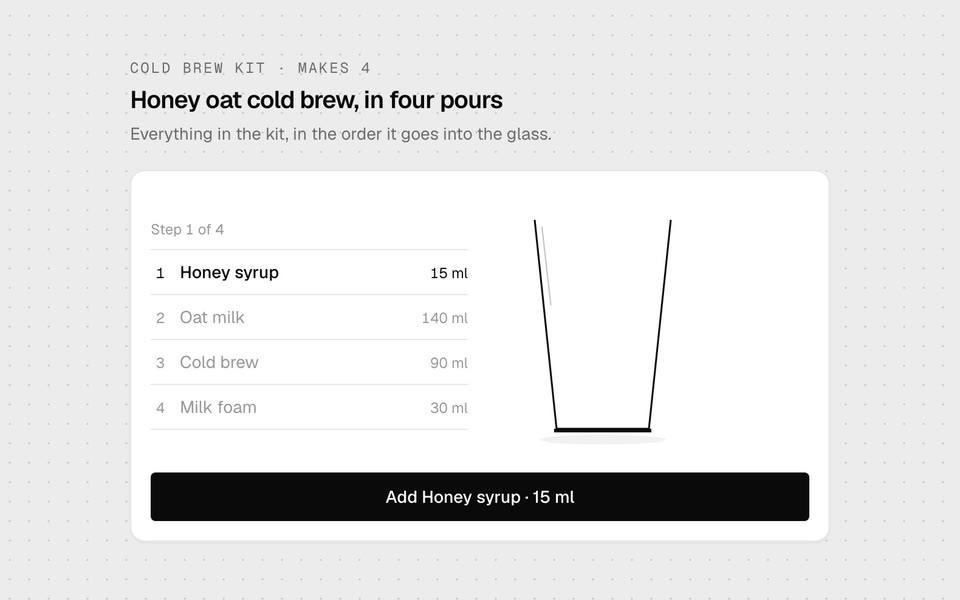 COLD BREW KIT · MAKES 4
Honey oat cold brew, in four pours
Everything in the kit, in the order it goes into the glass.
Step 1 of 4
1 Honey syrup 15 ml
2 Oat milk 140 ml
3 Cold brew 90 ml
4 Milk foam 30 ml
Add Honey syrup · 15 ml